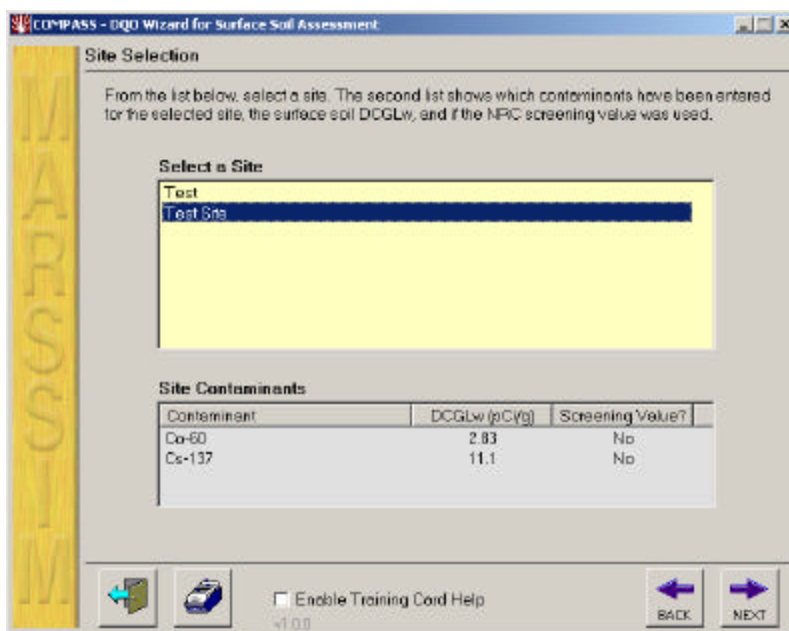 COMPASS - DQO Wizard for Surface Soil Assessment
Site Selection
From the list below, select a site. The second list shows which contaminants have been entered
for the selected site, the surface soil DCGLw, and if the NRC screening value was used.
Select a Site
Test
Test Site
Site Contaminants
Contaminant DCGLw (pCi/g) Screening Value?
Co-60 2.83 No
Cs-137 11.1 No
MARSSIM
Enable Training Card Help
v1.0.0
BACK
NEXT